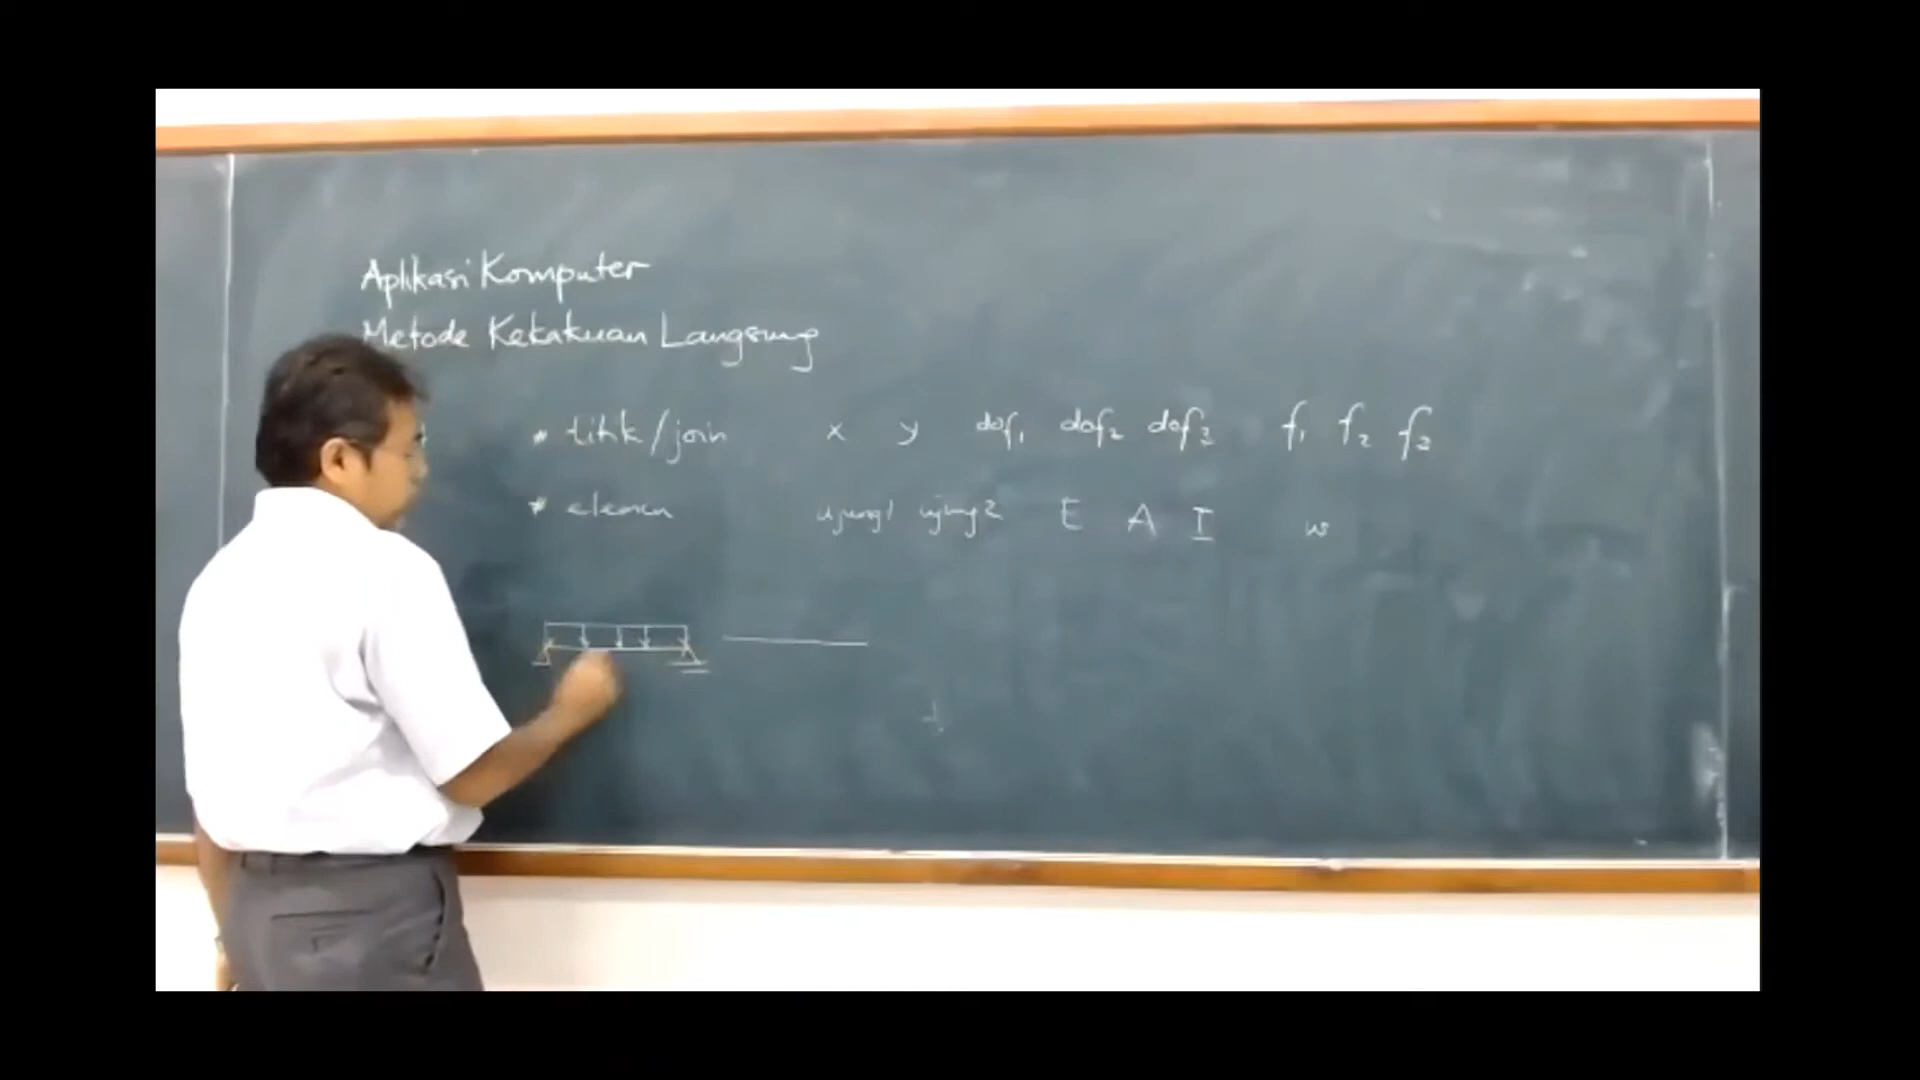 Aplikasi Komputer
Metode Kekakuan Langsung
* titik/join x y dof1 dof2 dof3 f1 f2 f3
* elemen ujung1 ujung2 E A I w